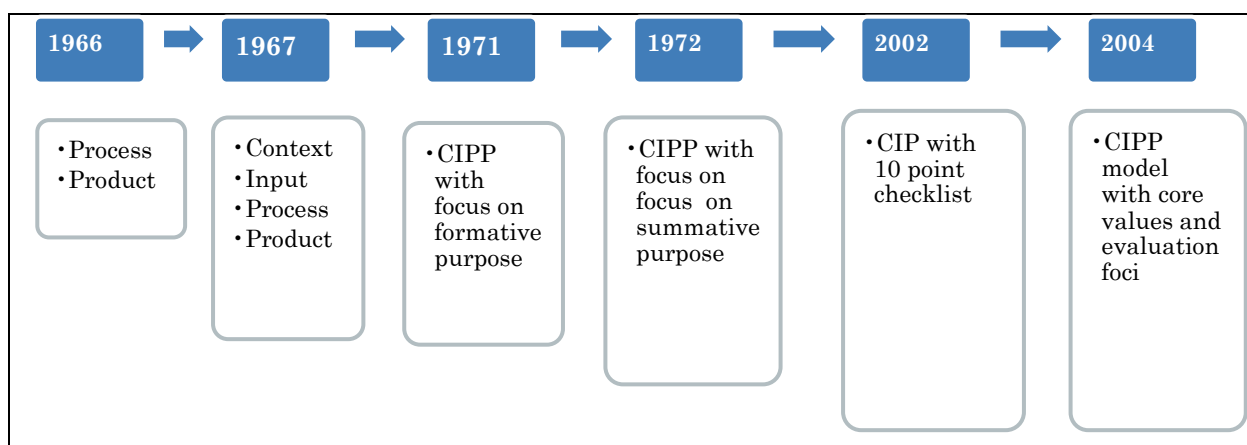 1966
1967
1971
1972
2002
2004
•Process
•Product
•Context
•Input
•Process
•Product
•CIPP
with
focus on
formative
purpose
•CIPP with
focus on
focus on
summative
purpose
•CIP with
10 point
checklist
•CIPP
model
with core
values and
evaluation
foci